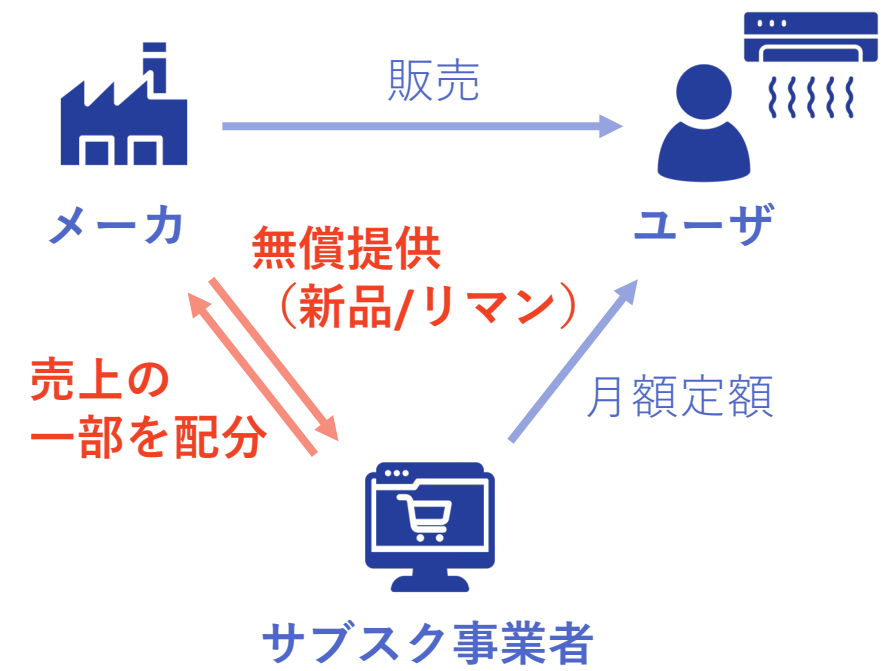 販売
メーカ
ユーザ
無償提供
（新品/リマン）
売上の
一部を配分
月額定額
サブスク事業者